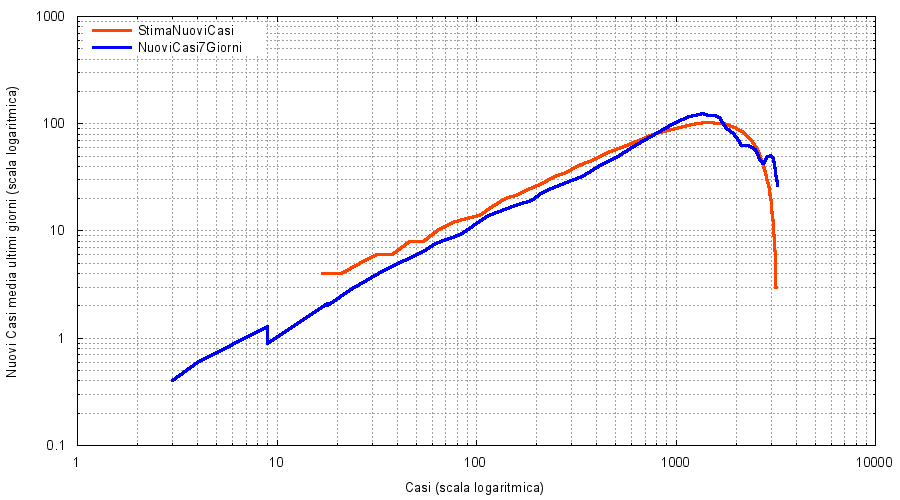 1000
100
10
1
0.1
StimaNuoviCasi
NuoviCasi7Giorni
Nuovi Casi media ultimi giorni (scala logaritmica)
1 10 100 1000 10000
Casi (scala logaritmica)